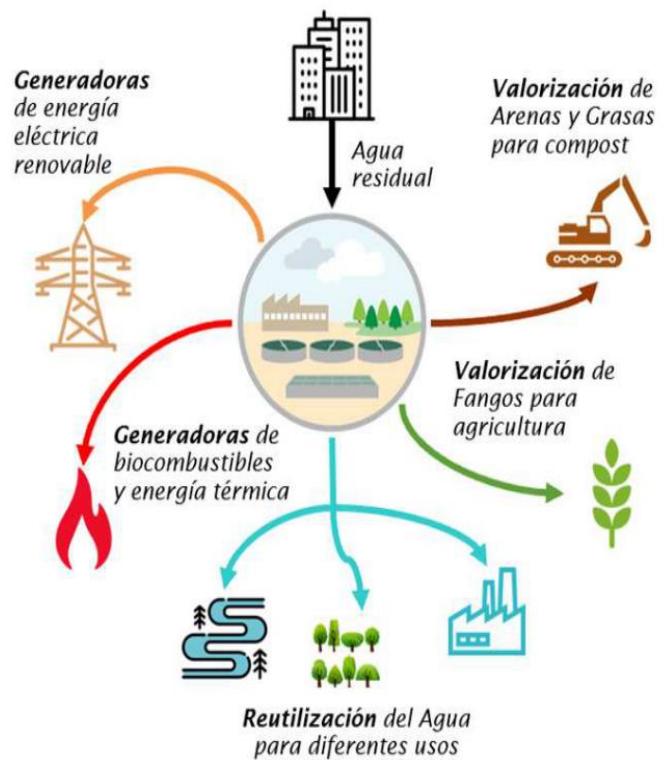 Generadoras
de energía
eléctrica
renovable
Agua
residual
Valorización de
Arenas y Grasas
para compost
Valorización de
Fangos para
agricultura
Generadoras de
biocombustibles
y energía térmica
Reutilización del Agua
para diferentes usos